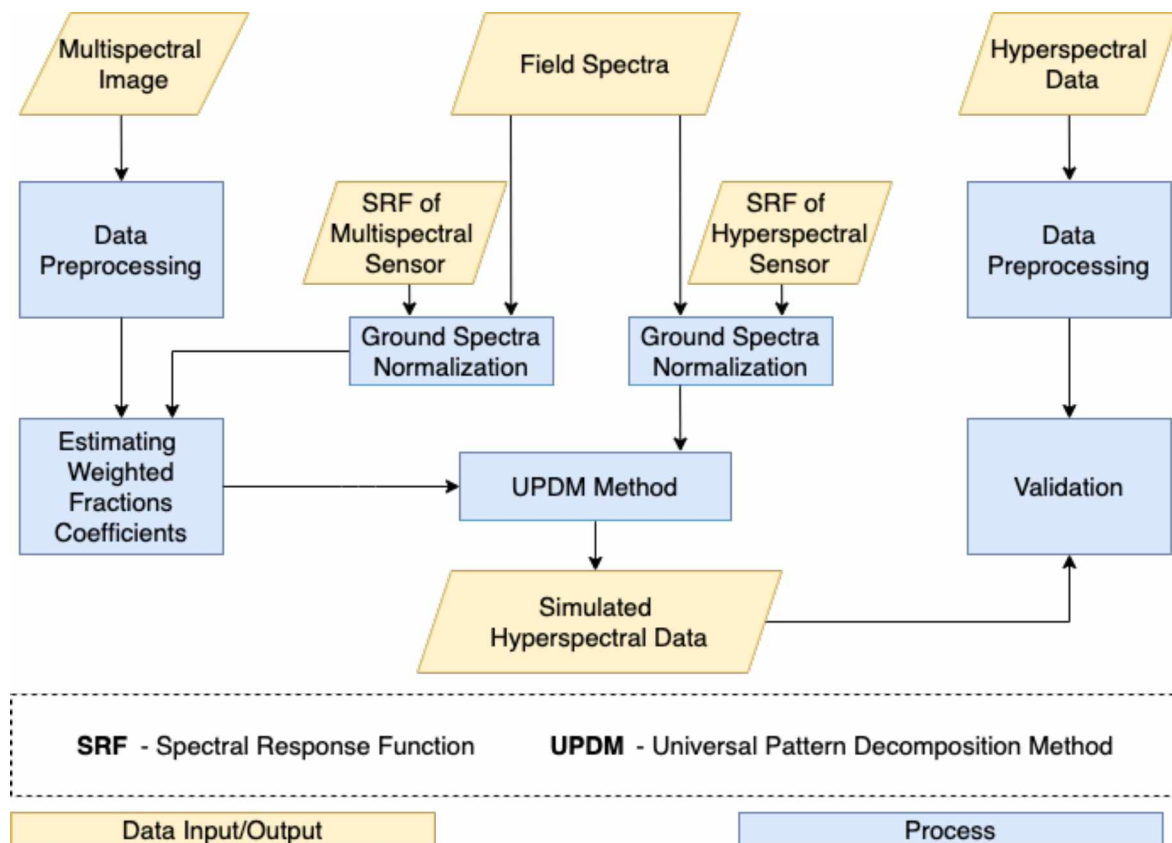 Multispectral
Image
Field Spectra
Hyperspectral
Data
SRF of
Multispectral
Sensor
SRF of
Hyperspectral
Sensor
Data
Preprocessing
Data
Preprocessing
Ground Spectra
Normalization
Ground Spectra
Normalization
Estimating
Weighted
Fractions
Coefficients
UPDM Method
Validation
Simulated
Hyperspectral Data
SRF - Spectral Response Function
UPDM - Universal Pattern Decomposition Method
Data Input/Output
Process